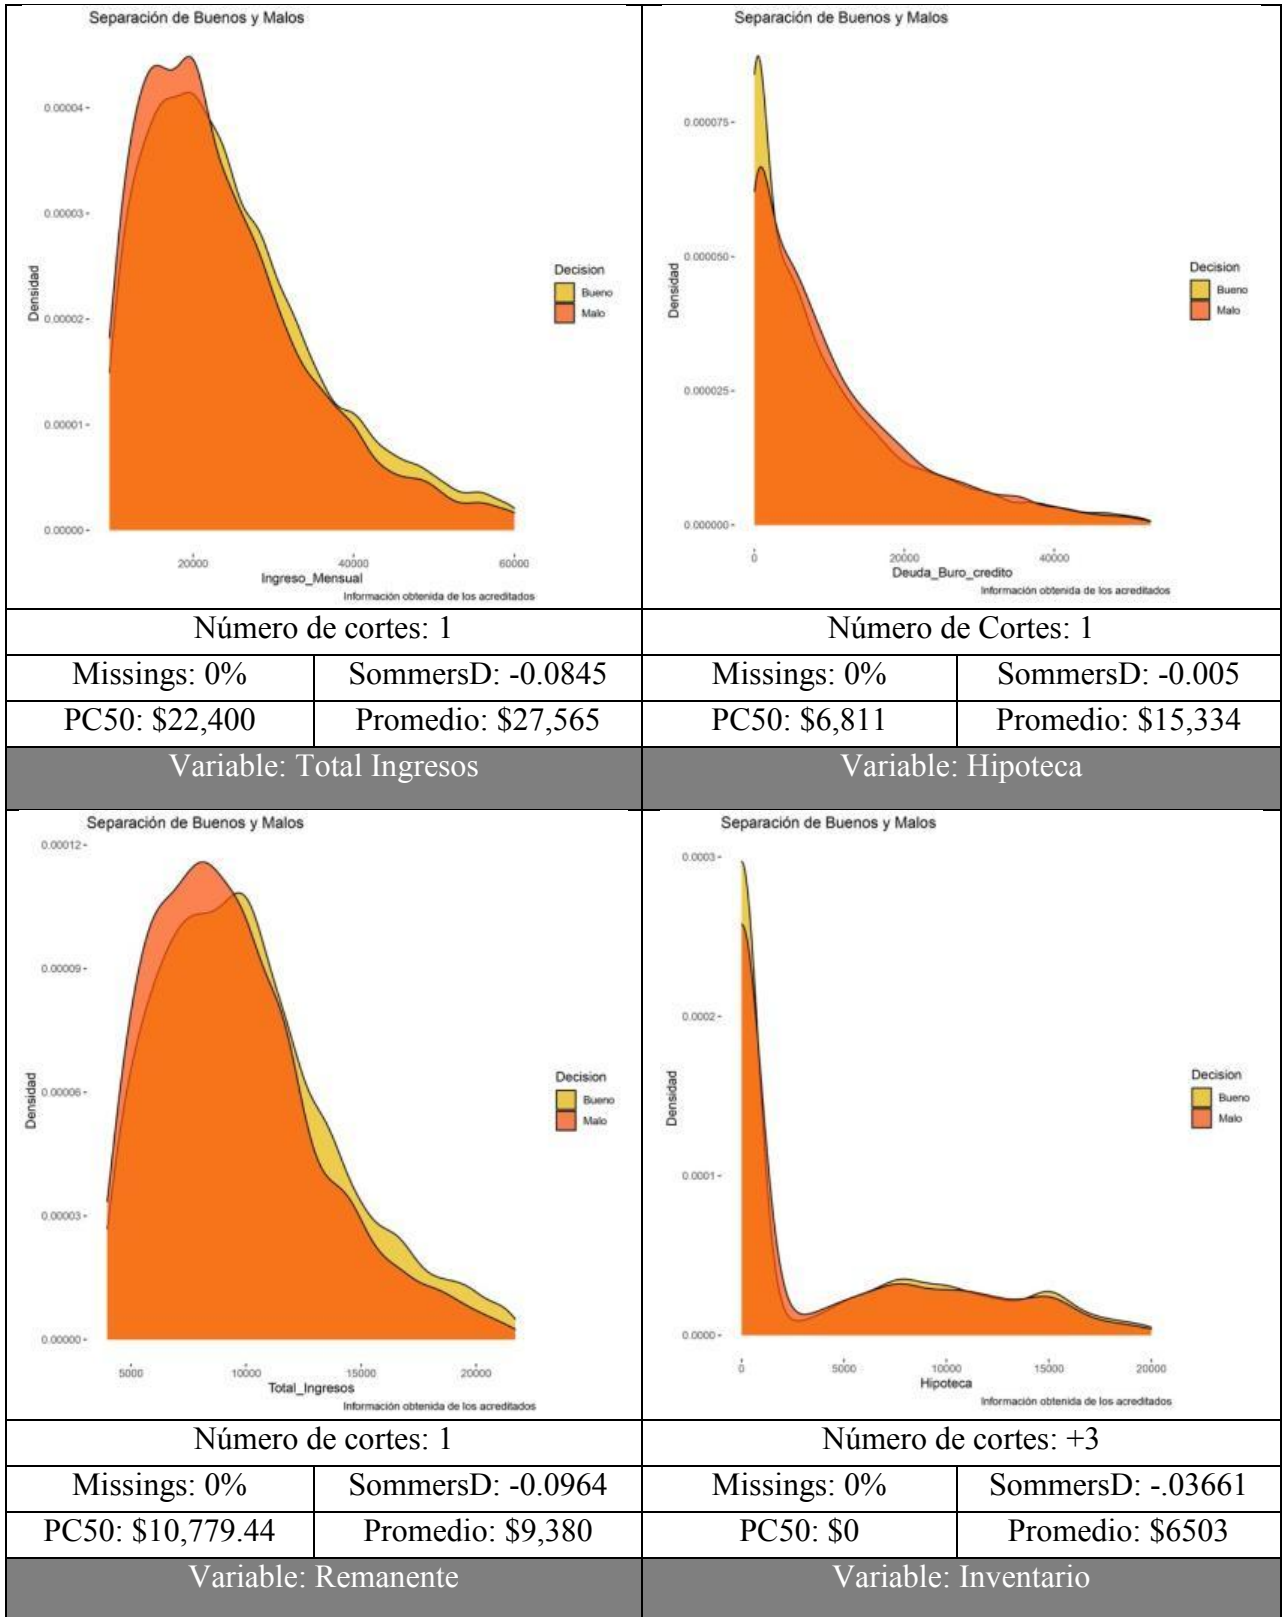 Separación de Buenos y Malos
0.00004
0.00003
0.00002
0.00001
0.00000
Densidad
20000 40000 60000
Ingreso_Mensual
Información obtenida de los acreditados
Decision
Bueno
Malo
Separación de Buenos y Malos
0.000075
0.000050
0.000025
0.000000
Densidad
0 20000 40000
Deuda_Buro_credito
Información obtenida de los acreditados
Decision
Bueno
Malo
Número de cortes: 1
Número de Cortes: 1
Missings: 0% SommersD: -0.0845
Missings: 0% SommersD: -0.005
PC50: $22,400 Promedio: $27,565
PC50: $6,811 Promedio: $15,334
Variable: Total Ingresos
Variable: Hipoteca
Separación de Buenos y Malos
0.00012
0.00009
0.00006
0.00003
0.00000
Densidad
5000 10000 15000 20000
Total_Ingresos
Información obtenida de los acreditados
Decision
Bueno
Malo
Separación de Buenos y Malos
0.0003
0.0002
0.0001
0.0000
Densidad
0 5000 10000 15000 20000
Hipoteca
Información obtenida de los acreditados
Decision
Bueno
Malo
Número de cortes: 1
Número de cortes: +3
Missings: 0% SommersD: -0.0964
Missings: 0% SommersD: -.03661
PC50: $10,779.44 Promedio: $9,380
PC50: $0 Promedio: $6503
Variable: Remanente
Variable: Inventario